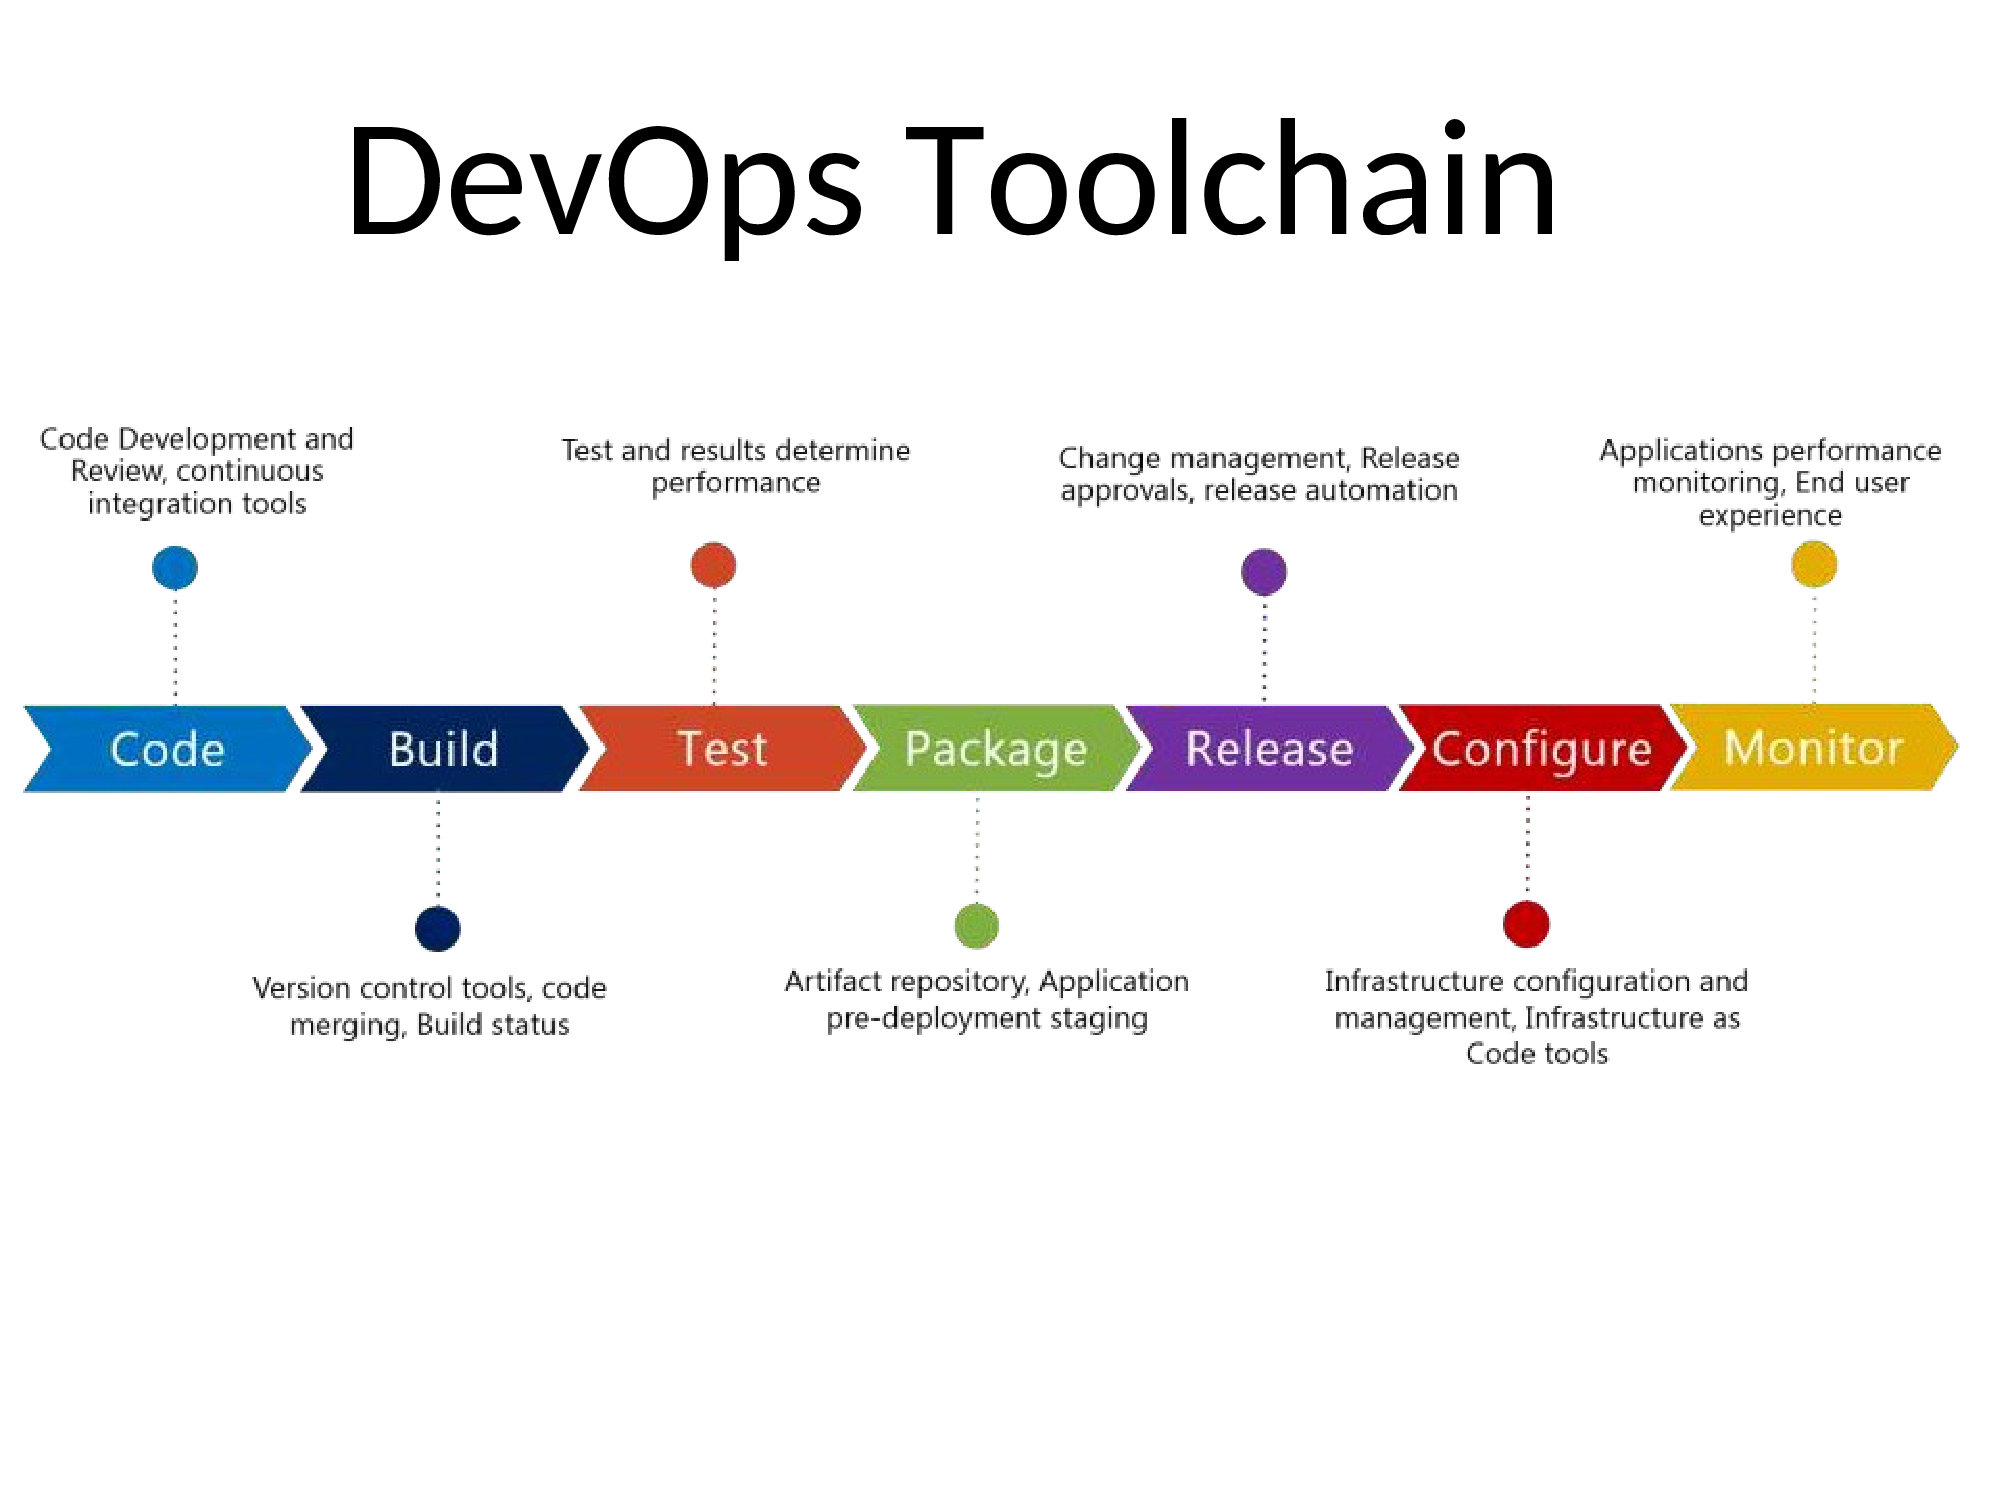 DevOps Toolchain
Code Development and
Review, continuous
integration tools
Test and results determine
performance
Change management, Release
approvals, release automation
Applications performance
monitoring, End user
experience
Code
Build
Test
Package
Release
Configure
Monitor
Version control tools, code
merging, Build status
Artifact repository, Application
pre-deployment staging
Infrastructure configuration and
management, Infrastructure as
Code tools